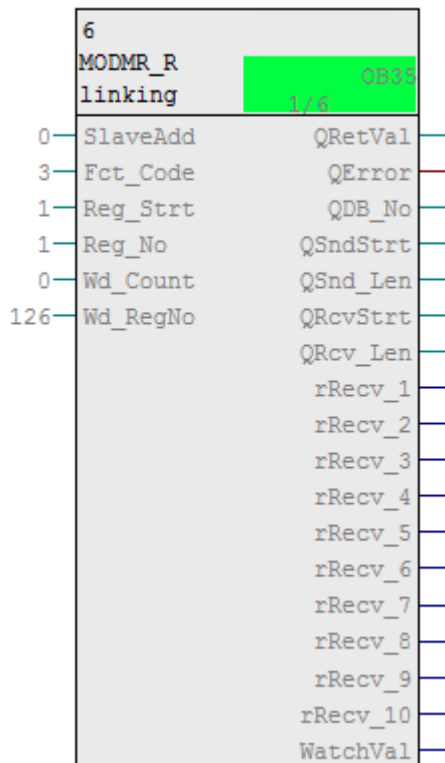 6
MODMR_R
linking
OB35
1/6
0 SlaveAdd QRetVal
3 Fct_Code QError
1 Reg_Strt QDB_No
1 Reg_No QSndStrt
0 Wd_Count QSnd_Len
126 Wd_RegNo QRcvStrt
QRcv_Len
rRecv_1
rRecv_2
rRecv_3
rRecv_4
rRecv_5
rRecv_6
rRecv_7
rRecv_8
rRecv_9
rRecv_10
WatchVal